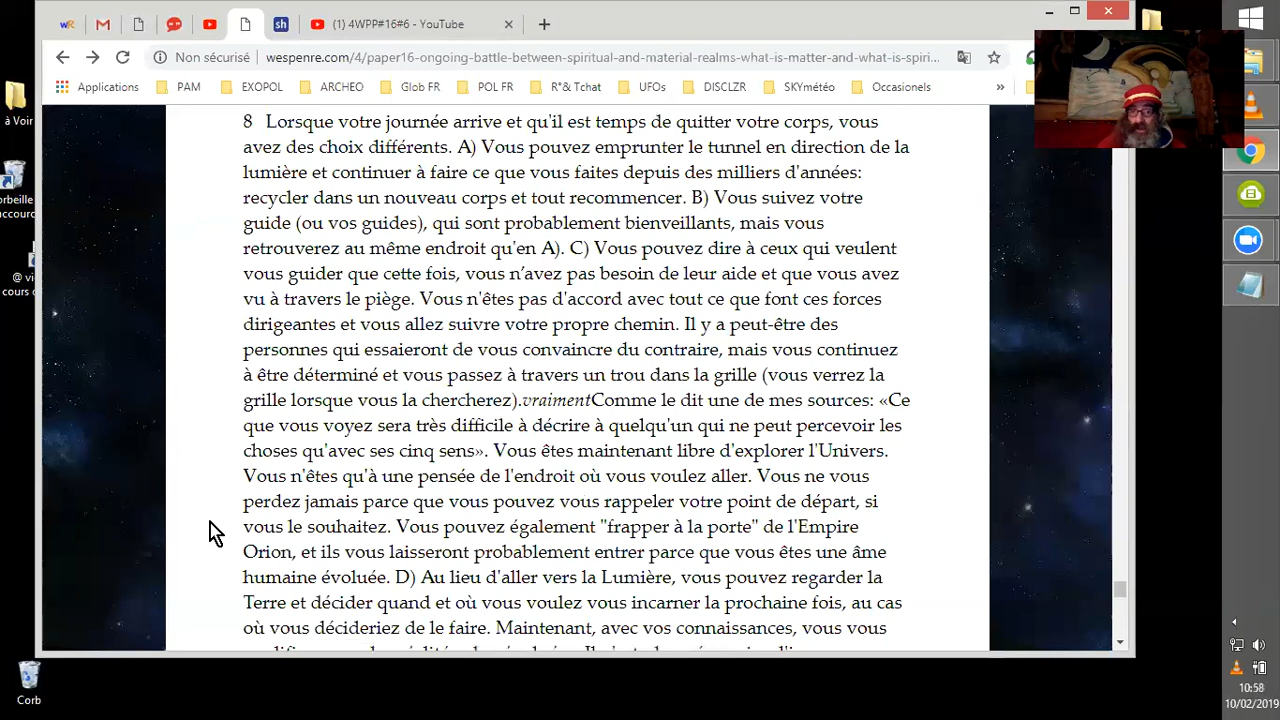 (1) 4WPP#16#8 - YouTube
Non sécurisé
wespenre.com/4/paper16-ongoing-battle-between-spiritual-and-material-realms-what-is-matter-and-what-is-spiri...
Applications PAM EXOPOL ARCHEO Glob FR POL FR R°& Tchat UFOs DISCLZR SKYmétéo Occasionels »
8 Lorsque votre journée arrive et qu'il est temps de quitter votre corps, vous
avez des choix différents. A) Vous pouvez emprunter le tunnel en direction de la
lumière et continuer à faire ce que vous faites depuis des milliers d'années:
recycler dans un nouveau corps et tout recommencer. B) Vous suivez votre
guide (ou vos guides), qui sont probablement bienveillants, mais vous
retrouverez au même endroit qu'en A). C) Vous pouvez dire à ceux qui veulent
vous guider que cette fois, vous n’avez pas besoin de leur aide et que vous avez
vu à travers le piège. Vous n'êtes pas d'accord avec tout ce que font ces forces
dirigeantes et vous allez suivre votre propre chemin. Il y a peut-être des
personnes qui essaieront de vous convaincre du contraire, mais vous continuez
à être déterminé et vous passez à travers un trou dans la grille (vous verrez la
grille lorsque vous la chercherez).vraimentComme le dit une de mes sources: «Ce
que vous voyez sera très difficile à décrire à quelqu'un qui ne peut percevoir les
choses qu'avec ses cinq sens». Vous êtes maintenant libre d'explorer l'Univers.
Vous n'êtes qu'à une pensée de l'endroit où vous voulez aller. Vous ne vous
perdez jamais parce que vous pouvez vous rappeler votre point de départ, si
vous le souhaitez. Vous pouvez également "frapper à la porte" de l'Empire
Orion, et ils vous laisseront probablement entrer parce que vous êtes une âme
humaine évoluée. D) Au lieu d'aller vers la Lumière, vous pouvez regarder la
Terre et décider quand et où vous voulez vous incarner la prochaine fois, au cas
où vous décideriez de le faire. Maintenant, avec vos connaissances, vous vous
à Voir
orbeille
accour
@ vi
cours
Corb
10:58
10/02/2019